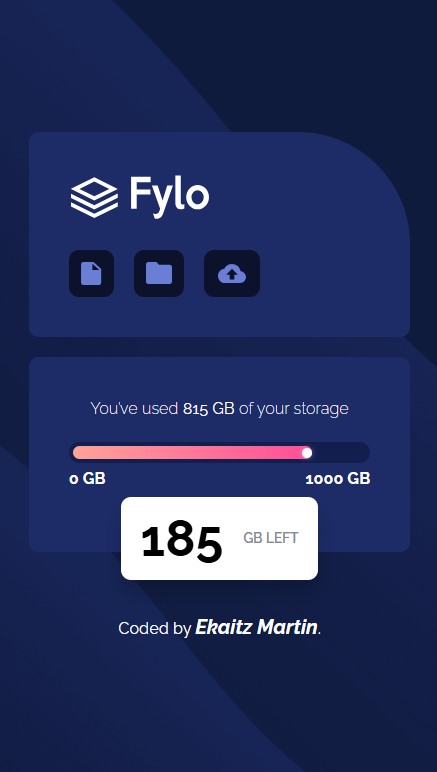 Fylo
You've used 815 GB of your storage
0 GB 1000 GB
185 GB LEFT
Coded by Ekaitz Martin.